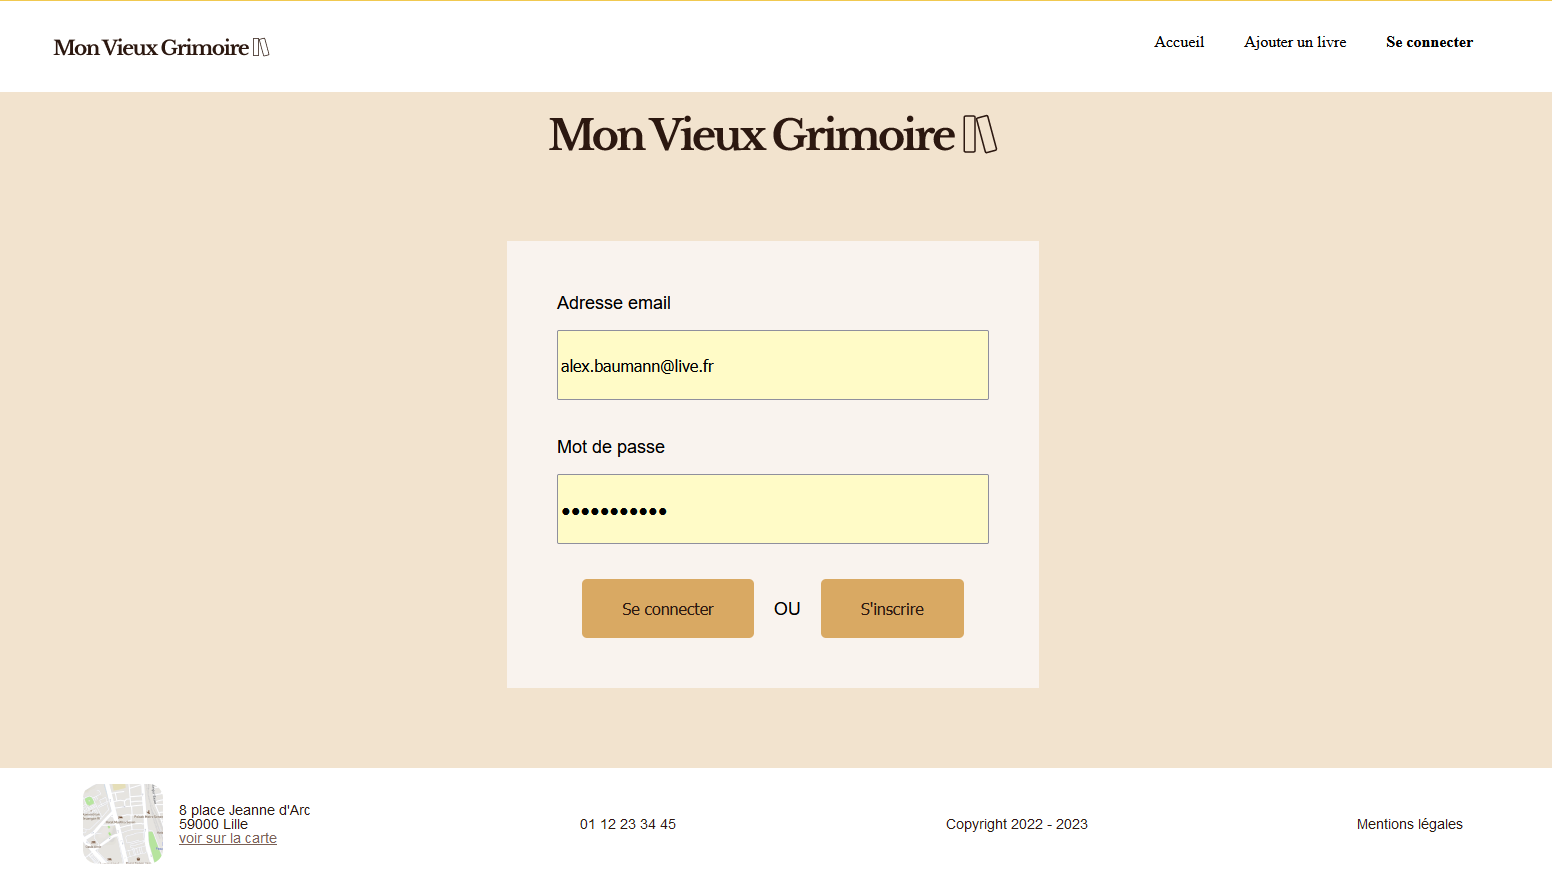 Mon Vieux Grimoire
Accueil
Ajouter un livre
Se connecter
Mon Vieux Grimoire
Adresse email
alex.baumann@live.fr
Mot de passe
•••••••••••
Se connecter
OU
S'inscrire
8 place Jeanne d'Arc
59000 Lille
voir sur la carte
01 12 23 34 45
Copyright 2022 - 2023
Mentions légales